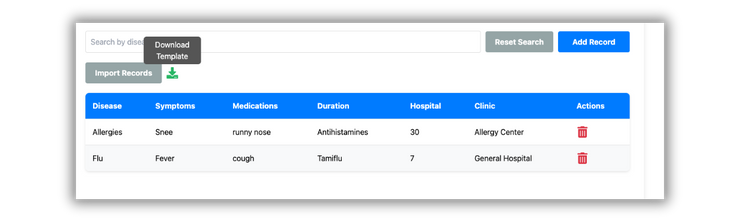 Search by dise
Download
Template
Reset Search
Add Record
Import Records
Disease Symptoms Medications Duration Hospital Clinic Actions
Allergies Snee runny nose Antihistamines 30 Allergy Center
Flu Fever cough Tamiflu 7 General Hospital